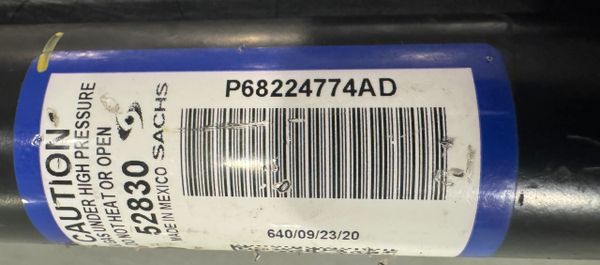 P68224774AD
640/09/23/20
CAUTION
GAS UNDER HIGH PRESSURE
DO NOT HEAT OR OPEN
52830
SACHS
MADE IN MEXICO